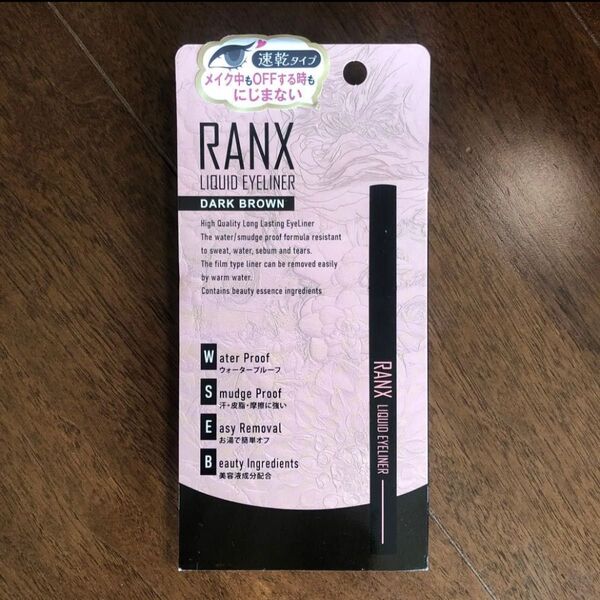 速乾タイプ
メイク中もOFFする時も
にじまない
RANX
LIQUID EYELINER
DARK BROWN
High Quality Long Lasting EyeLiner
The water/smudge proof formula resistant
to sweat, water, sebum and tears.
The film type liner can be removed easily
by warm water.
Contains beauty essence ingredients
Water Proof
ウォータープルーフ
Smudge Proof
汗・皮脂・摩擦に強い
Easy Removal
お湯で簡単オフ
Beauty Ingredients
美容液成分配合
RANX LIQUID EYELINER